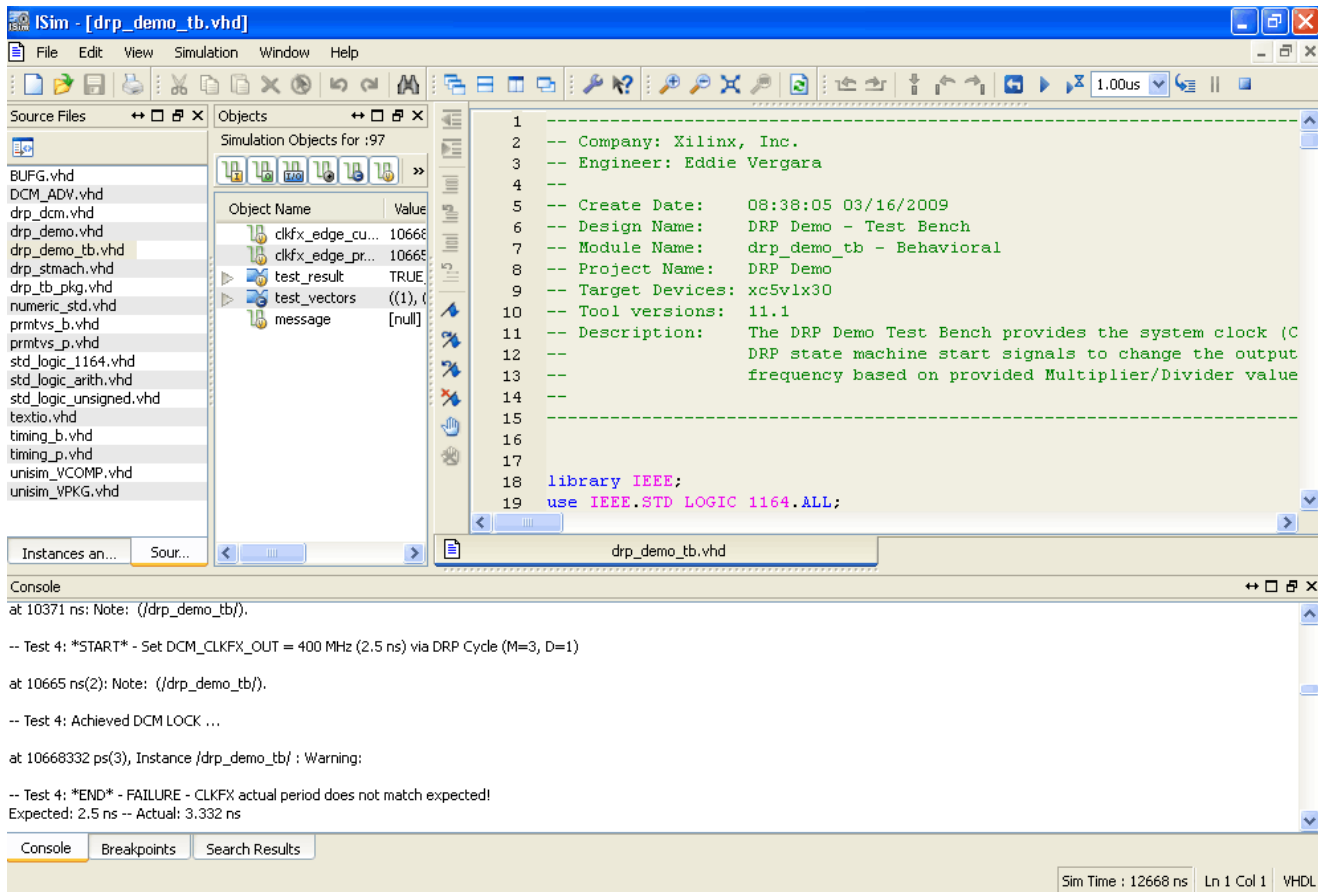 ISim - [drp_demo_tb.vhd]
File Edit View Simulation Window Help
1.00us
Source Files
BUFG.vhd
DCM_ADV.vhd
drp_dcm.vhd
drp_demo.vhd
drp_demo_tb.vhd
drp_stmach.vhd
drp_tb_pkg.vhd
numeric_std.vhd
prmtvs_b.vhd
prmtvs_p.vhd
std_logic_1164.vhd
std_logic_arith.vhd
std_logic_unsigned.vhd
textio.vhd
timing_b.vhd
timing_p.vhd
unisim_VCOMP.vhd
unisim_VPKG.vhd
Instances an... Sour...
Objects
Simulation Objects for :97
I/O
»
Object Name Value
clkfx_edge_cu... 10668
clkfx_edge_pr... 10665
test_result TRUE,
test_vectors ((1), (
message [null]
1 --------------------------------------------------------------------------
2 -- Company: Xilinx, Inc.
3 -- Engineer: Eddie Vergara
4 --
5 -- Create Date: 08:38:05 03/16/2009
6 -- Design Name: DRP Demo - Test Bench
7 -- Module Name: drp_demo_tb - Behavioral
8 -- Project Name: DRP Demo
9 -- Target Devices: xc5vlx30
10 -- Tool versions: 11.1
11 -- Description: The DRP Demo Test Bench provides the system clock (C
12 -- DRP state machine start signals to change the output
13 -- frequency based on provided Multiplier/Divider value
14 --
15 --------------------------------------------------------------------------
16
17
18 library IEEE;
19 use IEEE.STD LOGIC 1164.ALL;
drp_demo_tb.vhd
Console
at 10371 ns: Note: (/drp_demo_tb/).
-- Test 4: *START* - Set DCM_CLKFX_OUT = 400 MHz (2.5 ns) via DRP Cycle (M=3, D=1)
at 10665 ns(2): Note: (/drp_demo_tb/).
-- Test 4: Achieved DCM LOCK ...
at 10668332 ps(3), Instance /drp_demo_tb/ : Warning:
-- Test 4: *END* - FAILURE - CLKFX actual period does not match expected!
Expected: 2.5 ns -- Actual: 3.332 ns
Console Breakpoints Search Results
Sim Time : 12668 ns Ln 1 Col 1 VHDL